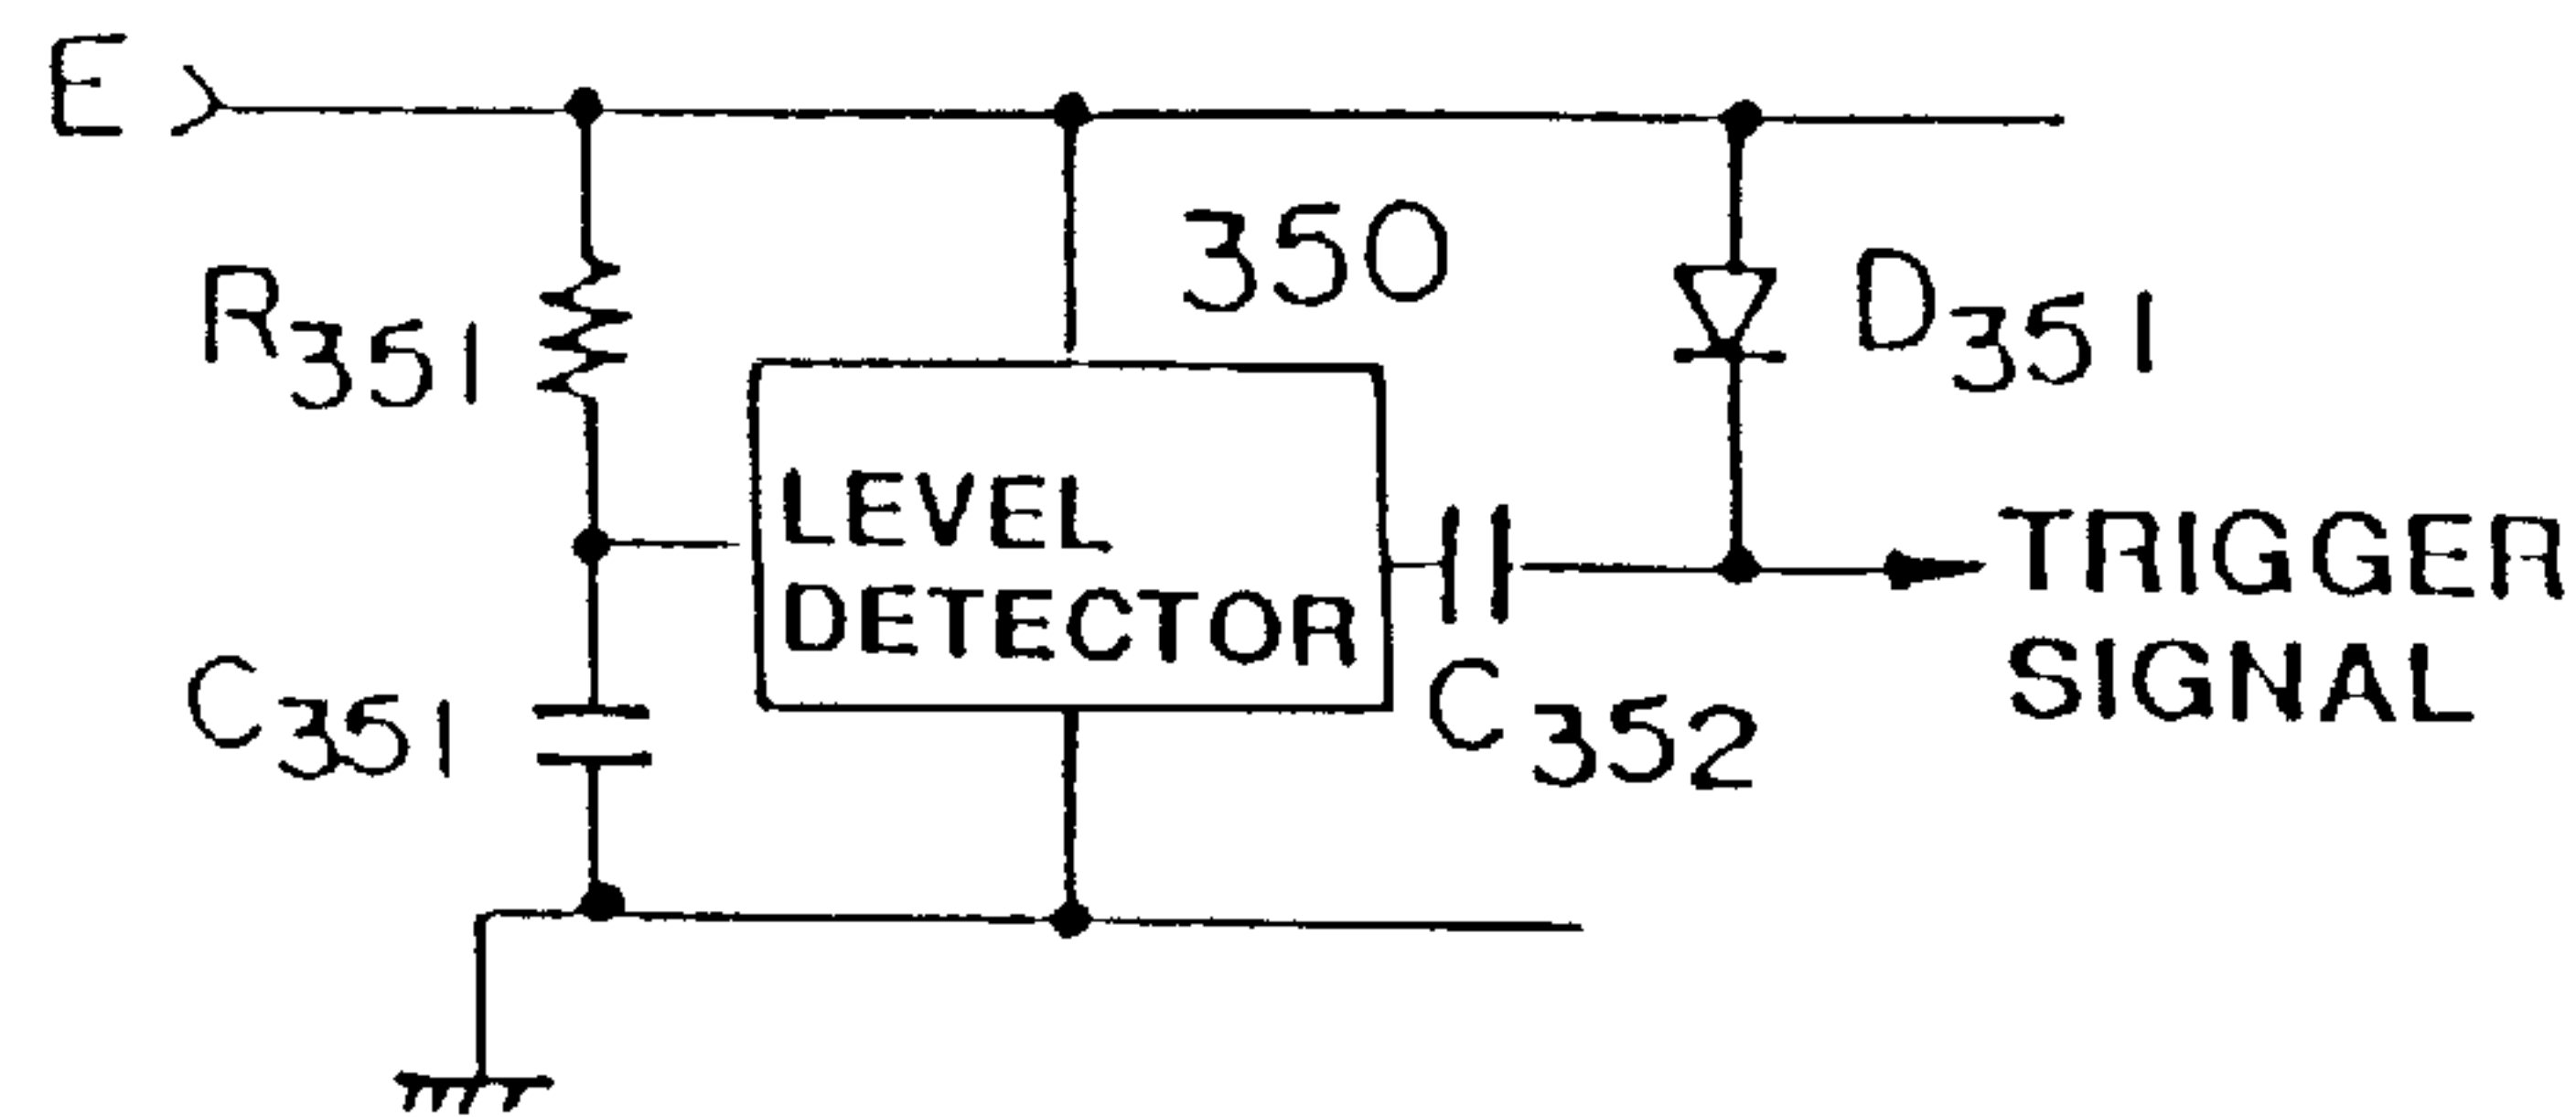 E
350
R351
D351
LEVEL
DETECTOR
TRIGGER
SIGNAL
C351
C352